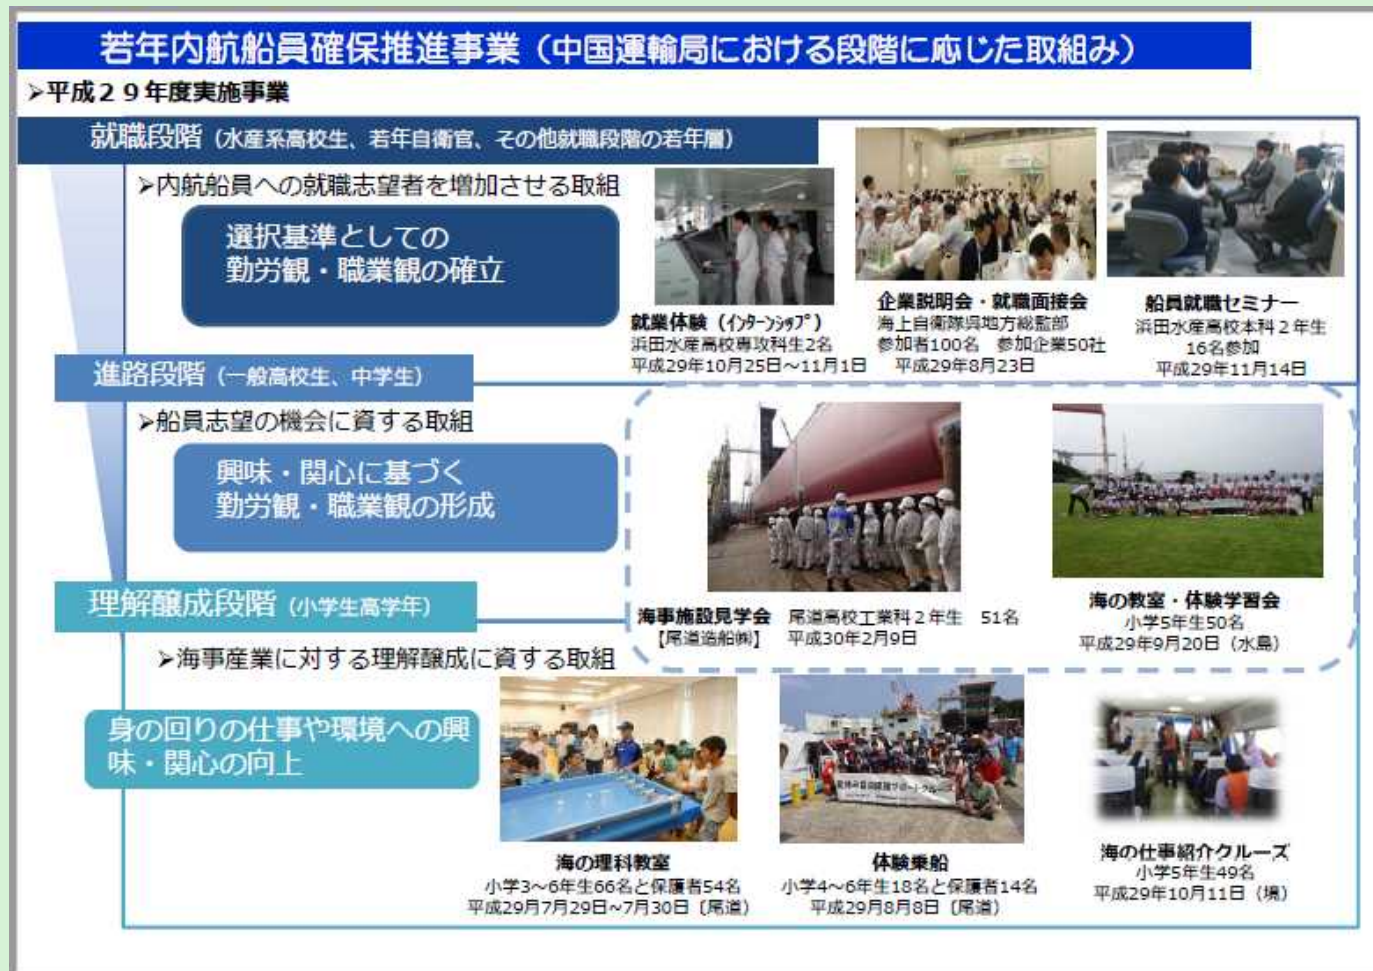 若年内航船員確保推進事業（中国運輸局における段階に応じた取組み）
➢平成２９年度実施事業
就職段階（水産系高校生、若年自衛官、その他就職段階の若年層）
➢内航船員への就職志望者を増加させる取組
選択基準としての
勤労観・職業観の確立
就業体験（ｲﾝﾀｰﾝｼｯﾌﾟ）
浜田水産高校専攻科生2名
平成29年10月25日～11月1日
企業説明会・就職面接会
海上自衛隊呉地方総監部
参加者100名　参加企業50社
平成29年8月23日
船員就職セミナー
浜田水産高校本科２年生
16名参加
平成29年11月14日
進路段階（一般高校生、中学生）
➢船員志望の機会に資する取組
興味・関心に基づく
勤労観・職業観の形成
海事施設見学会　尾道高校工業科２年生　51名
【尾道造船㈱】　平成30年2月9日
海の教室・体験学習会
小学5年生50名
平成29年9月20日（水島）
理解醸成段階（小学生高学年）
➢海事産業に対する理解醸成に資する取組
身の回りの仕事や環境への興
味・関心の向上
海の理科教室
小学3～6年生66名と保護者54名
平成29月7月29日~7月30日（尾道）
体験乗船
小学4～6年生18名と保護者14名
平成29月8月8日（尾道）
海の仕事紹介クルーズ
小学5年生49名
平成29年10月11日（境）